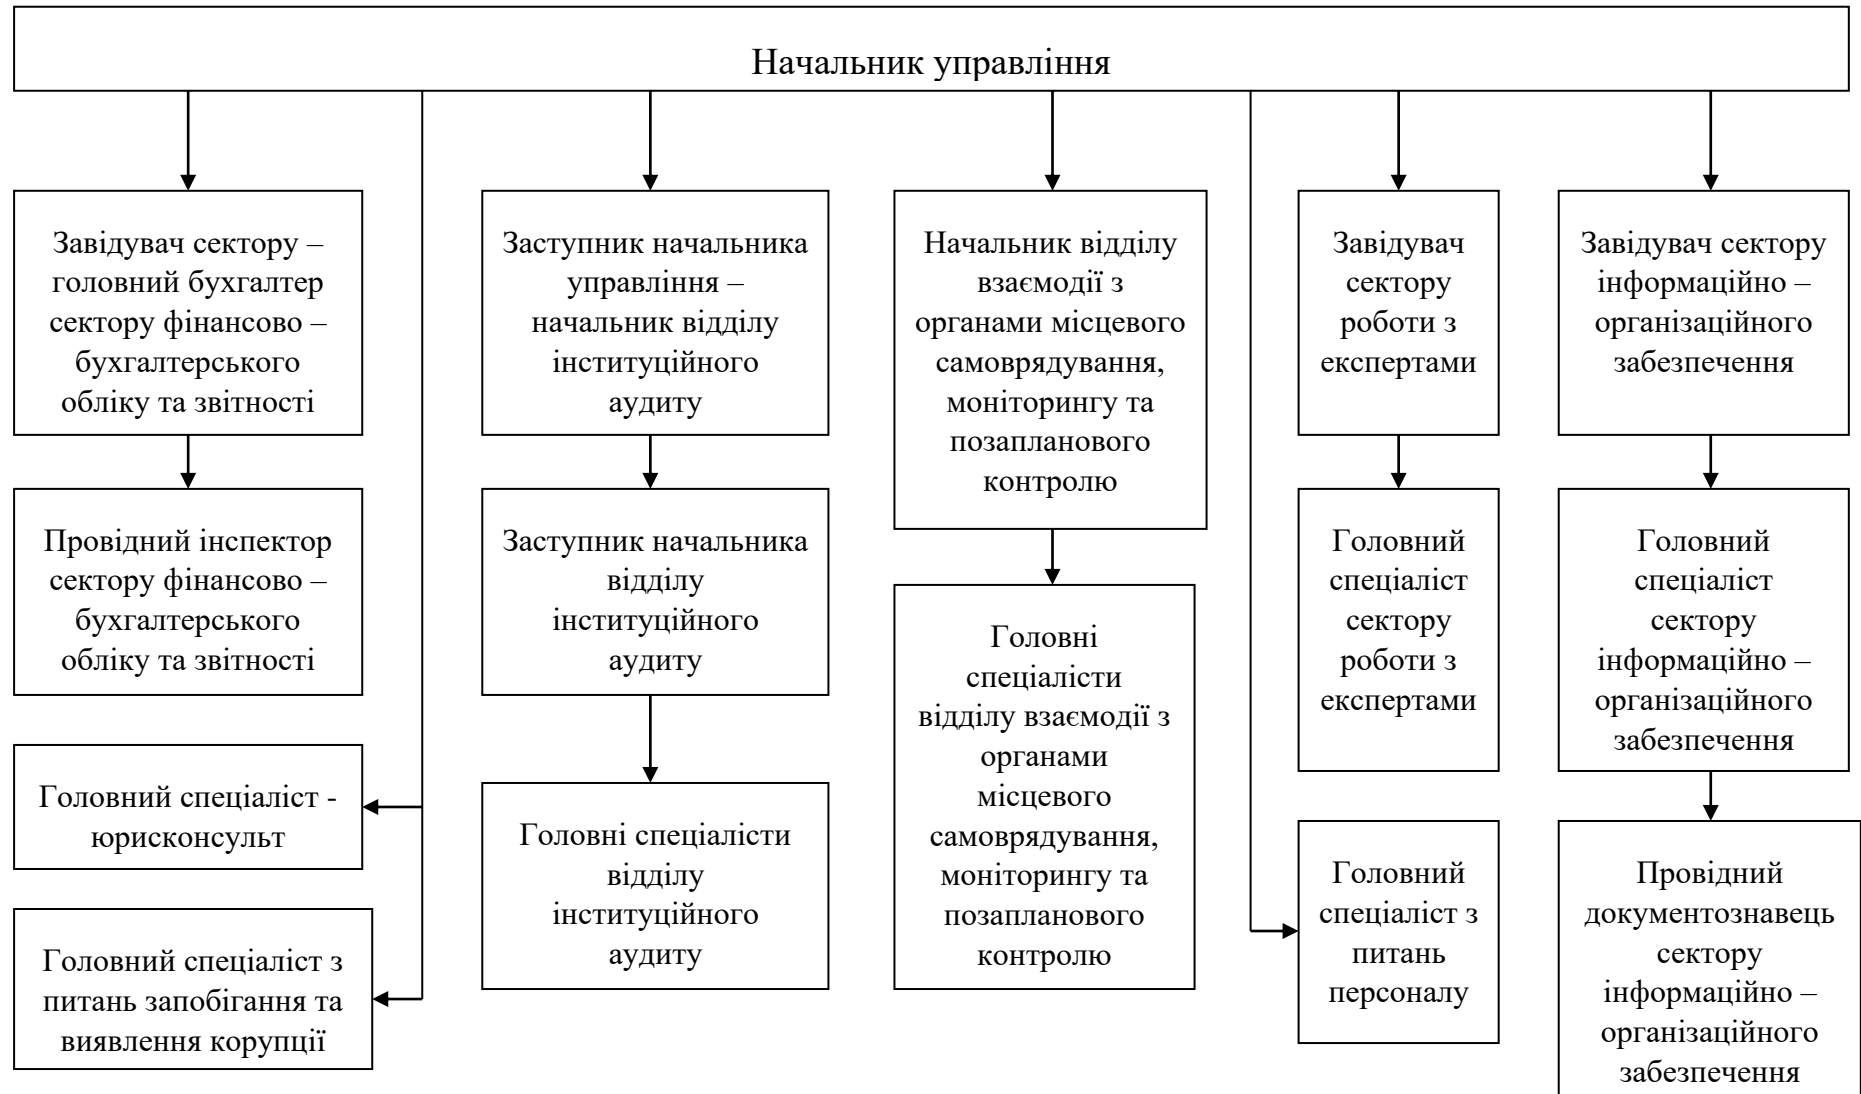 Начальник управління
Завідувач сектору –
головний бухгалтер
сектору фінансово –
бухгалтерського
обліку та звітності
Заступник начальника
управління –
начальник відділу
інституційного
аудиту
Начальник відділу
взаємодії з
органами місцевого
самоврядування,
моніторингу та
позапланового
контролю
Завідувач
сектору
роботи з
експертами
Завідувач сектору
інформаційно –
організаційного
забезпечення
Провідний інспектор
сектору фінансово –
бухгалтерського
обліку та звітності
Заступник начальника
відділу
інституційного
аудиту
Головні
спеціалісти
відділу взаємодії з
органами
місцевого
самоврядування,
моніторингу та
позапланового
контролю
Головний
спеціаліст
сектору
роботи з
експертами
Головний
спеціаліст
сектору
інформаційно –
організаційного
забезпечення
Головний спеціаліст -
юрисконсульт
Головні спеціалісти
відділу
інституційного
аудиту
Головний
спеціаліст з
питань
персоналу
Провідний
документознавець
сектору
інформаційно –
організаційного
забезпечення
Головний спеціаліст з
питань запобігання та
виявлення корупції